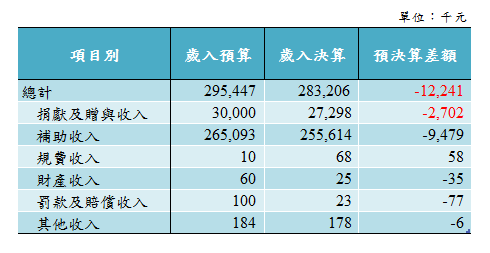 單位：千元
項目別 歲入預算 歲入決算 預決算差額
總計 295,447 283,206 -12,241
捐獻及贈與收入 30,000 27,298 -2,702
補助收入 265,093 255,614 -9,479
規費收入 10 68 58
財產收入 60 25 -35
罰款及賠償收入 100 23 -77
其他收入 184 178 -6